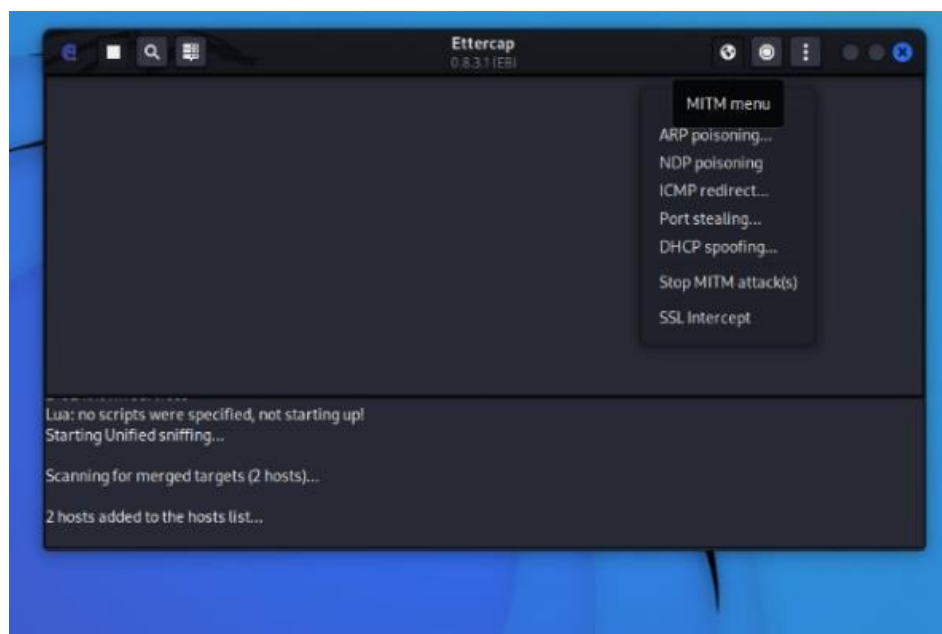 Ettercap
0.8.3.1 (EB)
MITM menu
ARP poisoning...
NDP poisoning
ICMP redirect...
Port stealing...
DHCP spoofing...
Stop MITM attack(s)
SSL Intercept
Lua: no scripts were specified, not starting up!
Starting Unified sniffing...
Scanning for merged targets (2 hosts)...
2 hosts added to the hosts list...